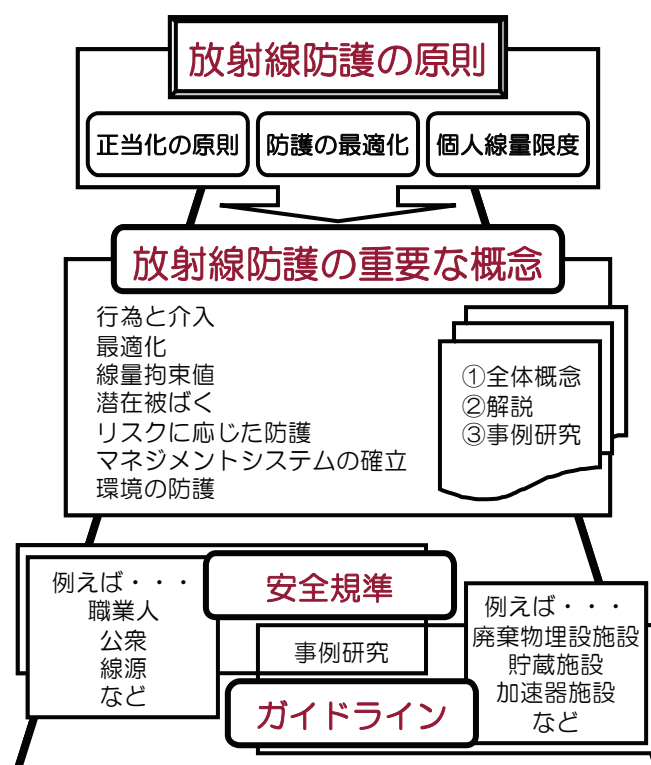 放射線防護の原則
正当化の原則
防護の最適化
個人線量限度
放射線防護の重要な概念
行為と介入
最適化
線量拘束値
潜在被ばく
リスクに応じた防護
マネジメントシステムの確立
環境の防護
①全体概念
②解説
③事例研究
安全規準
例えば・・・
職業人
公衆
線源
など
事例研究
例えば・・・
廃棄物埋設施設
貯蔵施設
加速器施設
など
ガイドライン